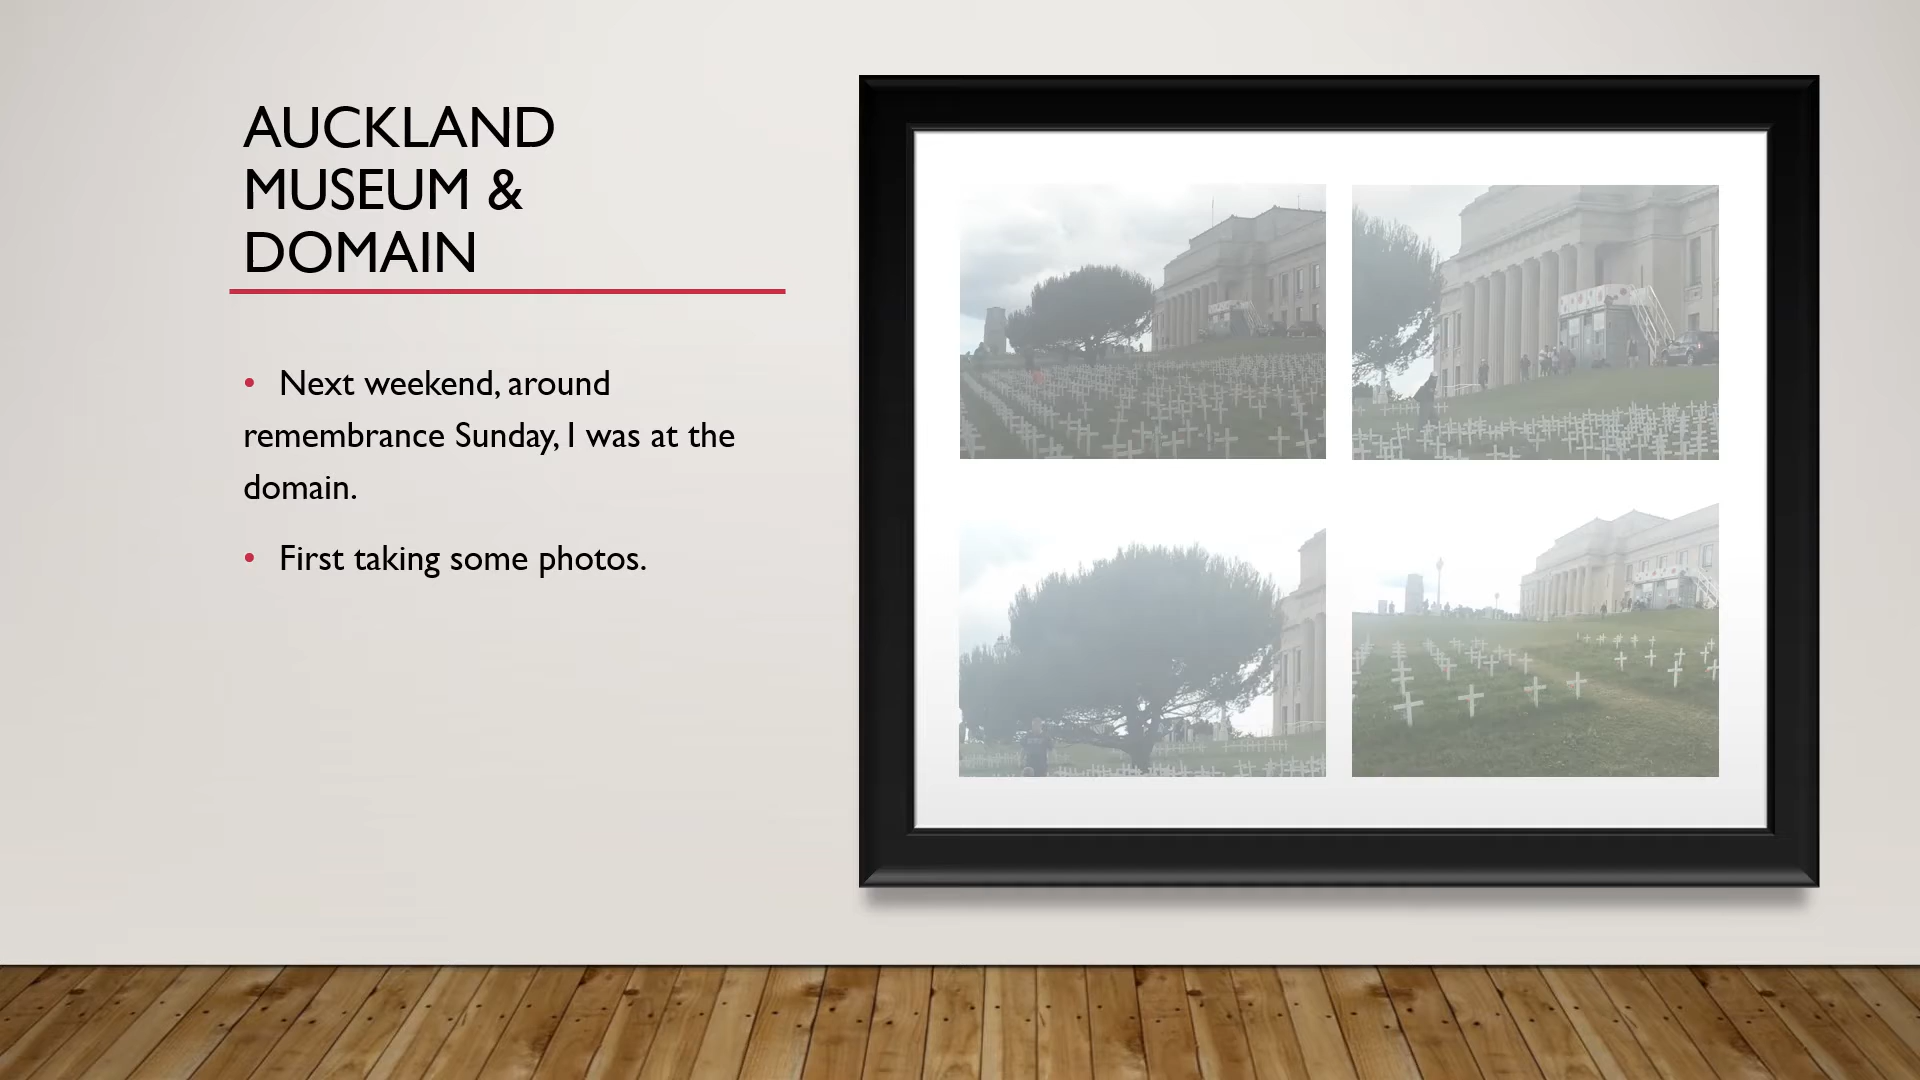 AUCKLAND
MUSEUM &
DOMAIN
• Next weekend, around
remembrance Sunday, I was at the
domain.
• First taking some photos.